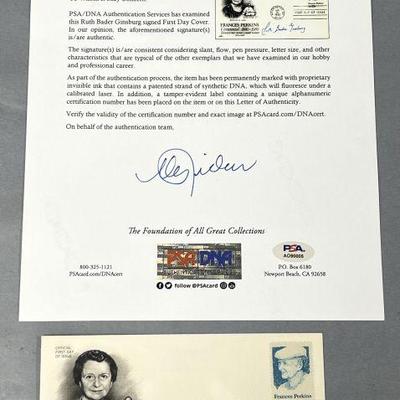 PSA/DNA Authentication Services has examined
this Ruth Bader Ginsburg signed First Day Cover.
In our opinion, the aforementioned signature(s)
is/are authentic.
FRANCES PERKINS
The signature(s) is/are consistent considering slant, flow, pen pressure, letter size, and other
characteristics that are typical of the other exemplars that we have examined in our hobby
and professional career.
As part of the authentication process, the item has been permanently marked with proprietary
invisible ink that contains a patented strand of synthetic DNA, which will fluoresce under a
calibrated laser. In addition, a tamper-evident label containing a unique alphanumeric
certification number has been placed on the item or on this Letter of Authenticity.
Verify the validity of the certification number and exact image at PSAcard.com/DNAcert.
On behalf of the authentication team,
The Foundation of All Great Collections
800-325-1121
PSAcard.com/DNAcert
PSA/DNA
@PSAcard
PSA
P.O. Box 6180
Newport Beach, CA 92658
OFFICIAL
FIRST DAY
OF ISSUE
Frances Perkins